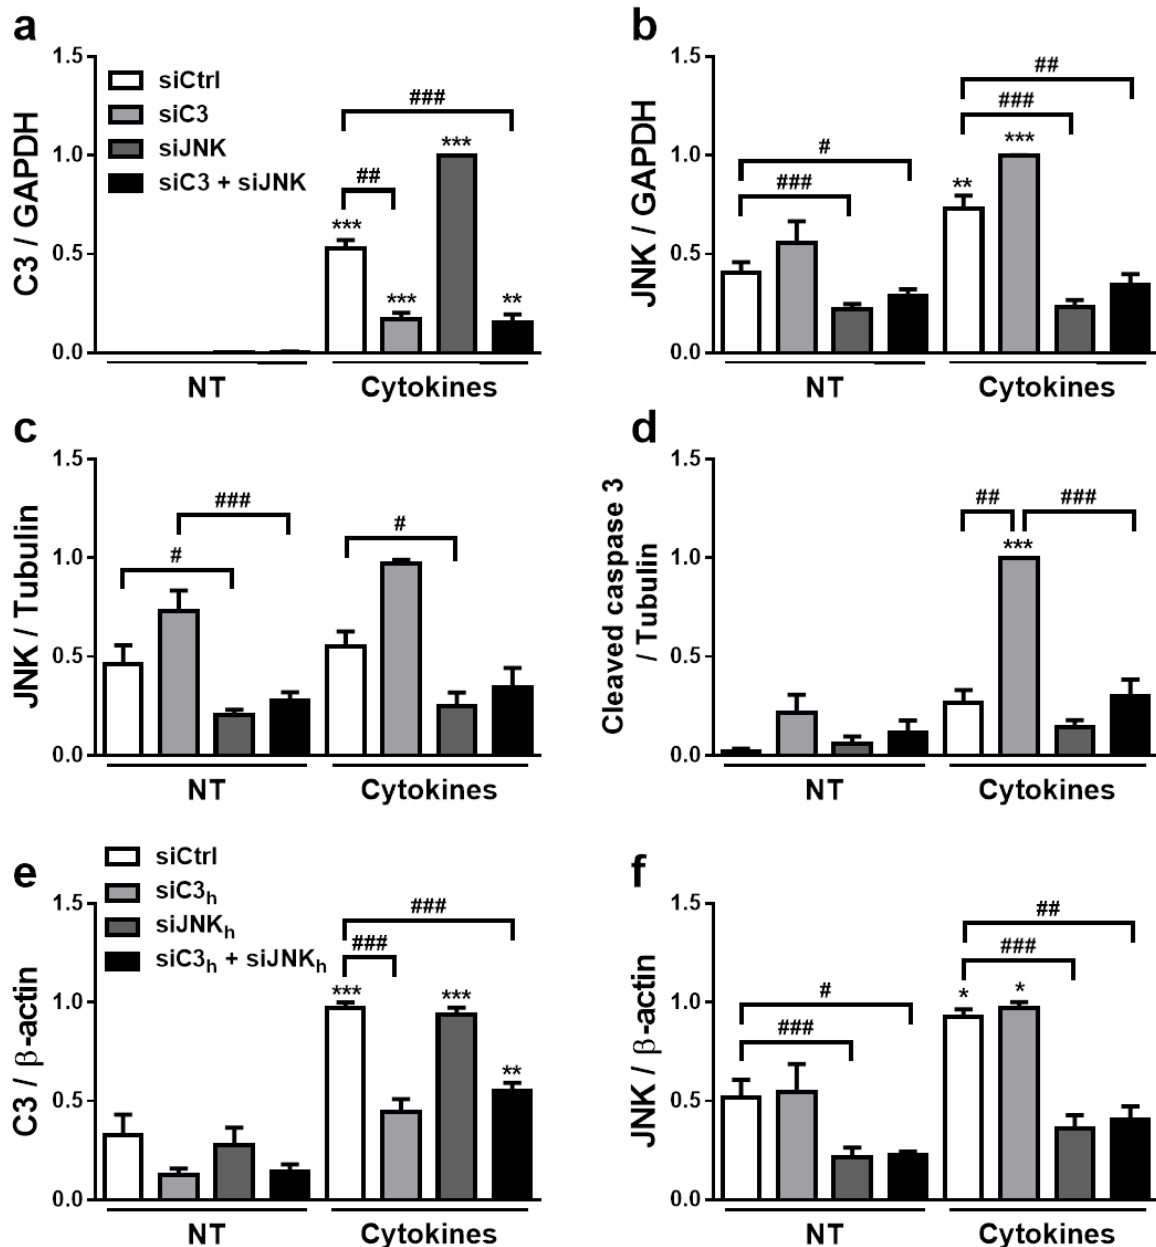 a
C3 / GAPDH
1.5
1.0
0.5
0.0
siCtrl
siC3
siJNK
siC3 + siJNK
###
##
***
***
***
**
NT
Cytokines
b
JNK / GAPDH
1.5
1.0
0.5
0.0
##
###
#
###
***
**
NT
Cytokines
c
JNK / Tubulin
1.5
1.0
0.5
0.0
###
#
#
NT
Cytokines
d
Cleaved caspase 3
/ Tubulin
1.5
1.0
0.5
0.0
##
###
***
NT
Cytokines
e
C3 / β-actin
1.5
1.0
0.5
0.0
siCtrl
siC3h
siJNKh
siC3h + siJNKh
###
###
***
***
**
NT
Cytokines
f
JNK / β-actin
1.5
1.0
0.5
0.0
##
###
#
###
*
*
NT
Cytokines